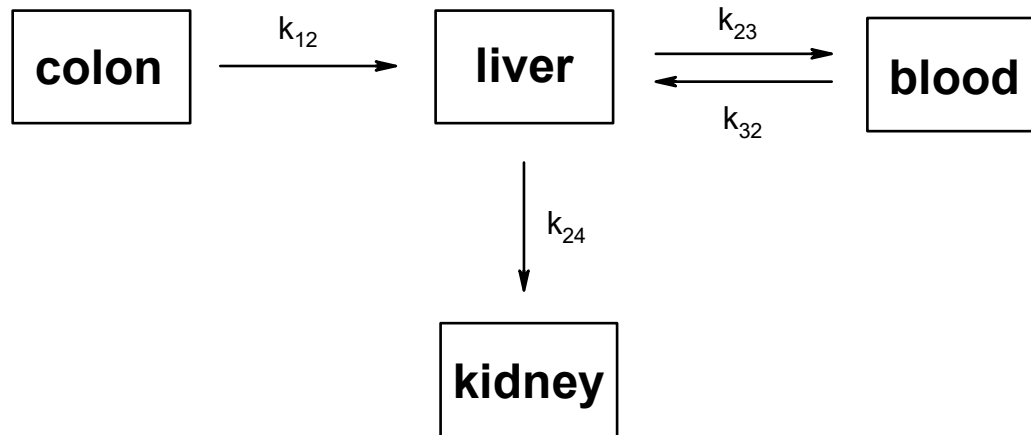 k₁₂
k₂₃
colon
liver
blood
k₃₂
k₂₄
kidney